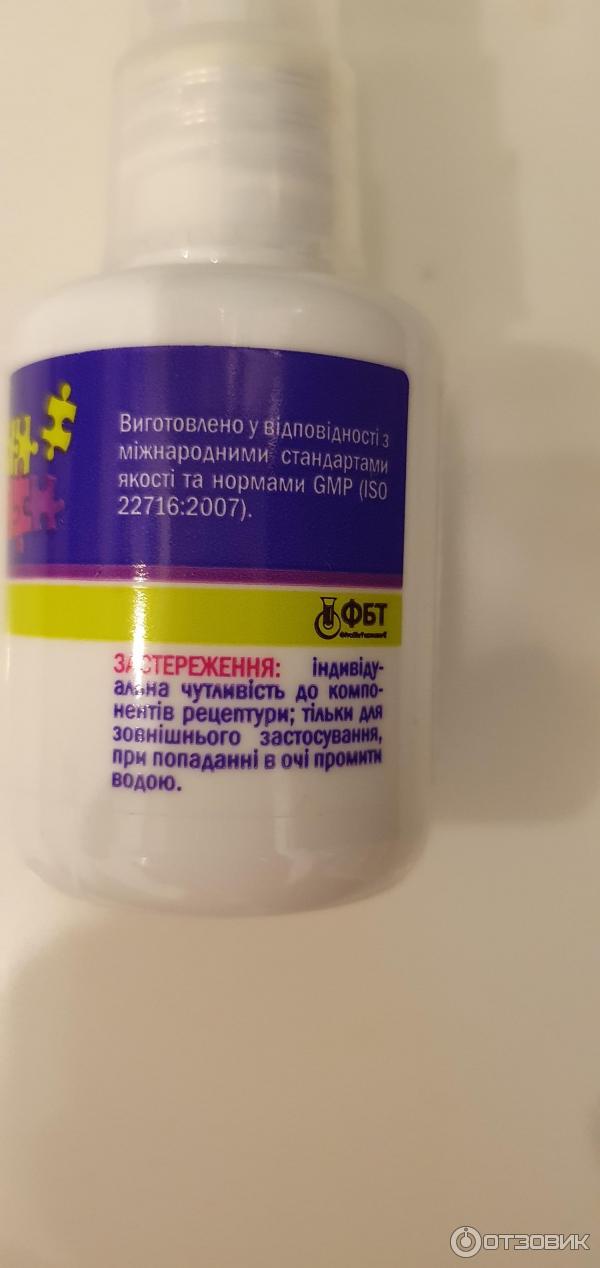 Виготовлено у відповідності з
міжнародними стандартами
якості та нормами GMP (ISO
22716:2007).
ФБТ
ЗАСТЕРЕЖЕННЯ: індивіду-
альна чутливість до компо-
нентів рецептури; тільки для
зовнішнього застосування,
при попаданні в очі промити
водою.
ОТЗОВИК